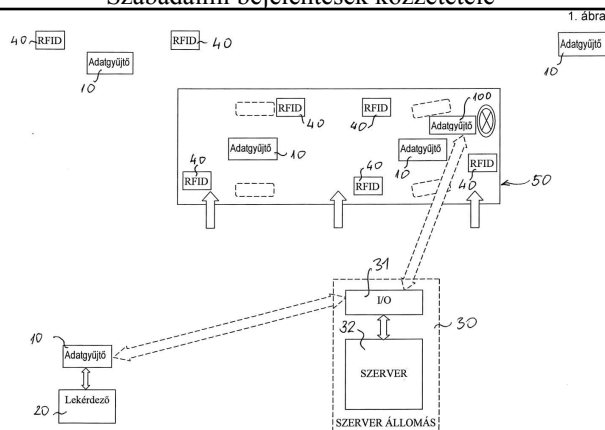 Szabadalmi bejelentések közzététele
1. ábra
40 RFID
RFID 40
Adatgyűjtő
10
Adatgyűjtő
10
RFID
40
RFID
40
Adatgyűjtő
100
Adatgyűjtő
10
Adatgyűjtő
10
40
RFID
40
RFID
RFID
40
50
31
I/O
30
32
SZERVER
SZERVER ÁLLOMÁS
10
Adatgyűjtő
Lekérdező
20